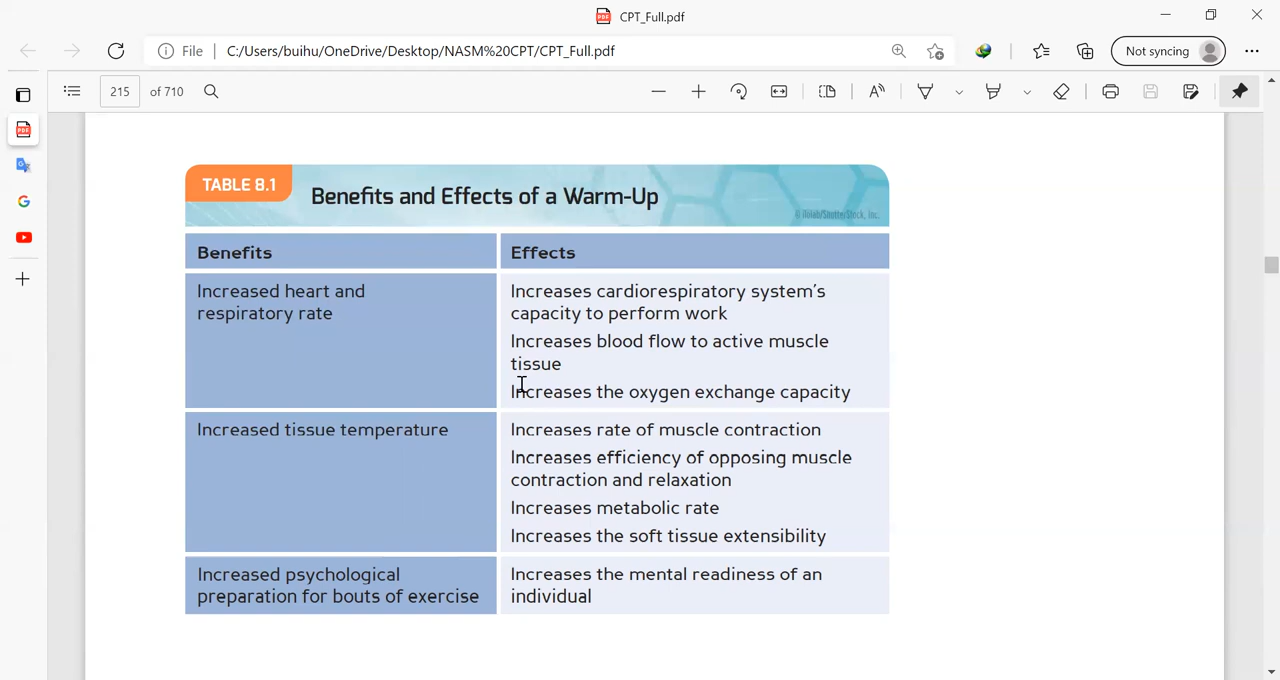 CPT_Full.pdf
File
C:/Users/buihu/OneDrive/Desktop/NASM%20CPT/CPT_Full.pdf
Not syncing
215 of 710
TABLE 8.1
Benefits and Effects of a Warm-Up
Benefits
Effects
Increased heart and
respiratory rate
Increases cardiorespiratory system's
capacity to perform work
Increases blood flow to active muscle
tissue
Increases the oxygen exchange capacity
Increased tissue temperature
Increases rate of muscle contraction
Increases efficiency of opposing muscle
contraction and relaxation
Increases metabolic rate
Increases the soft tissue extensibility
Increased psychological
preparation for bouts of exercise
Increases the mental readiness of an
individual